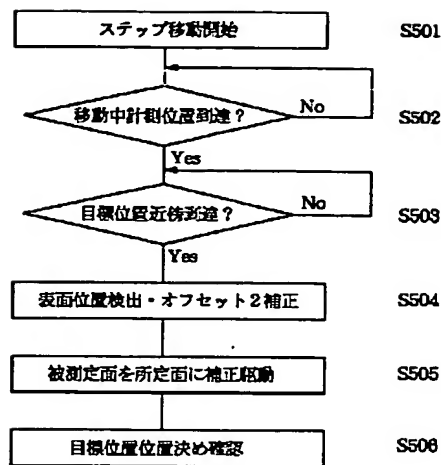 ステップ移動開始 S501
移動中計測位置到達？ No S502
Yes
目標位置近傍到達？ No S503
Yes
表面位置検出・オフセット2補正 S504
被測定面を所定面に補正駆動 S505
目標位置位置決め確認 S506